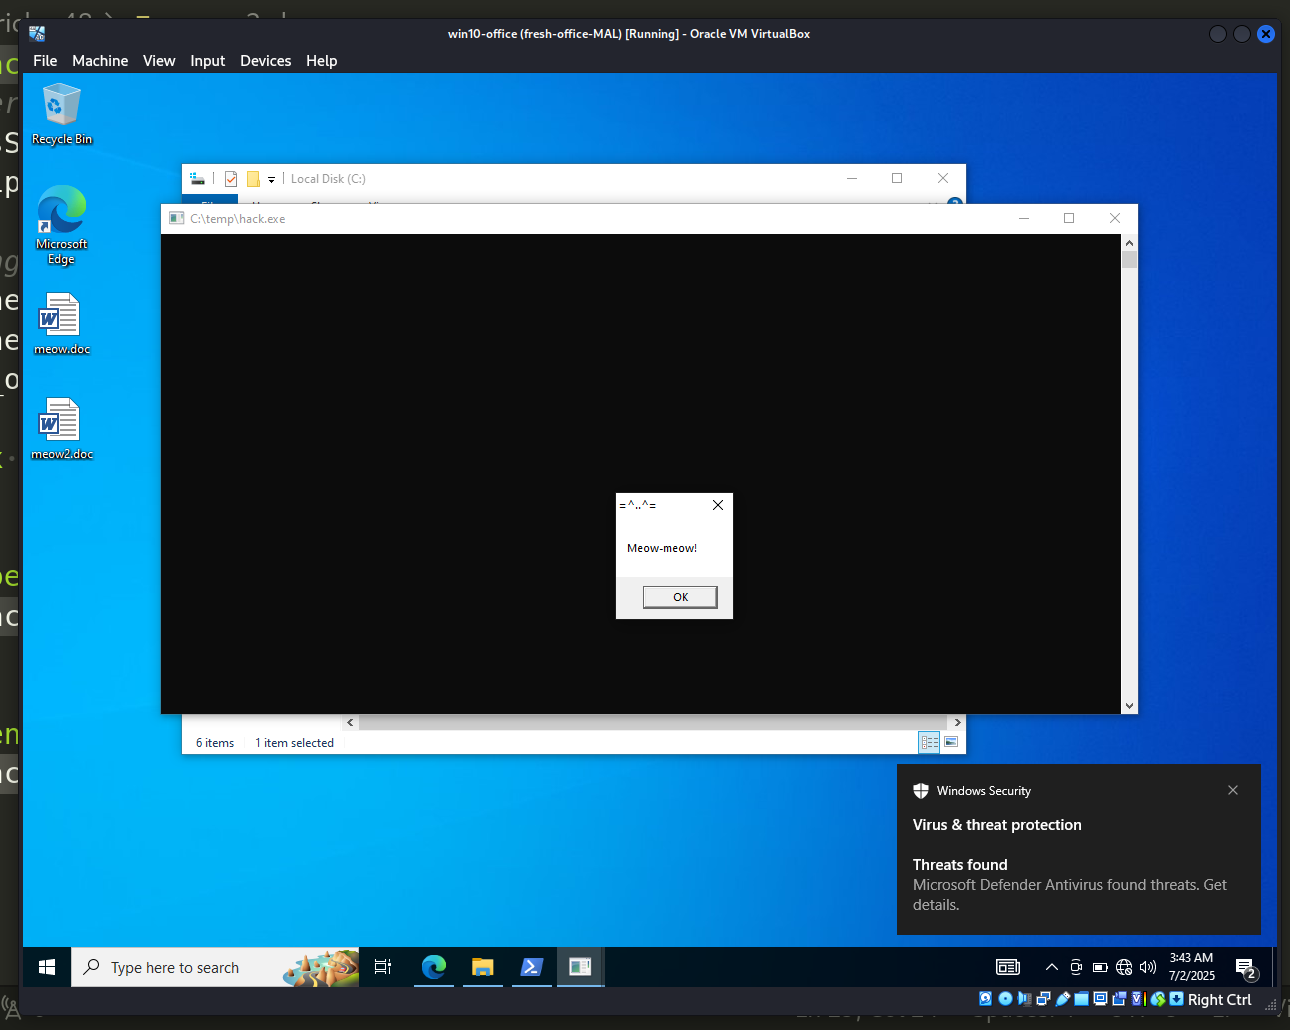 win10-office (fresh-office-MAL) [Running] - Oracle VM VirtualBox
File Machine View Input Devices Help
Recycle Bin
Microsoft
Edge
meow.doc
meow2.doc
Local Disk (C:)
C:\temp\hack.exe
=^..^=
Meow-meow!
OK
6 items 1 item selected
Windows Security
Virus & threat protection
Threats found
Microsoft Defender Antivirus found threats. Get
details.
Type here to search
3:43 AM
7/2/2025
2
Right Ctrl